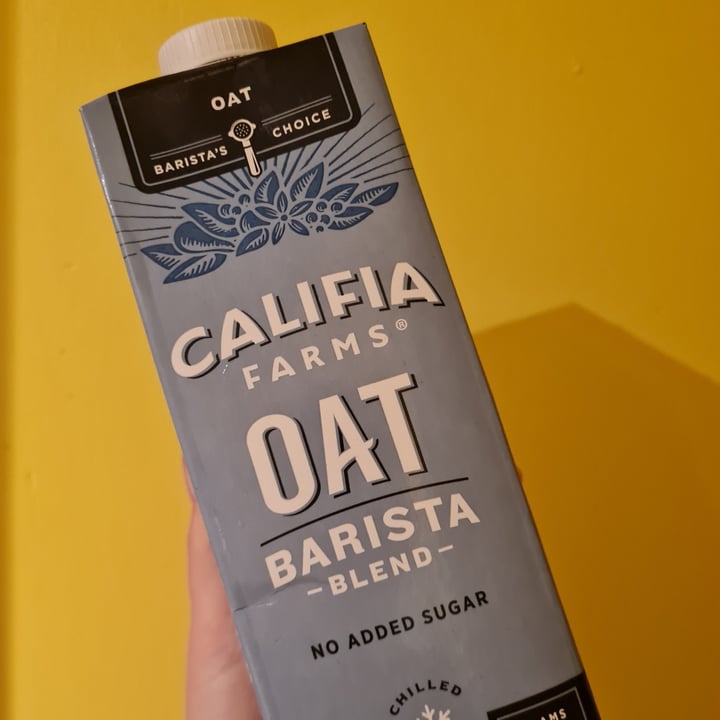 OAT
BARISTA'S CHOICE
CALIFIA
FARMS®
OAT
BARISTA
-BLEND-
NO ADDED SUGAR
CHILLED